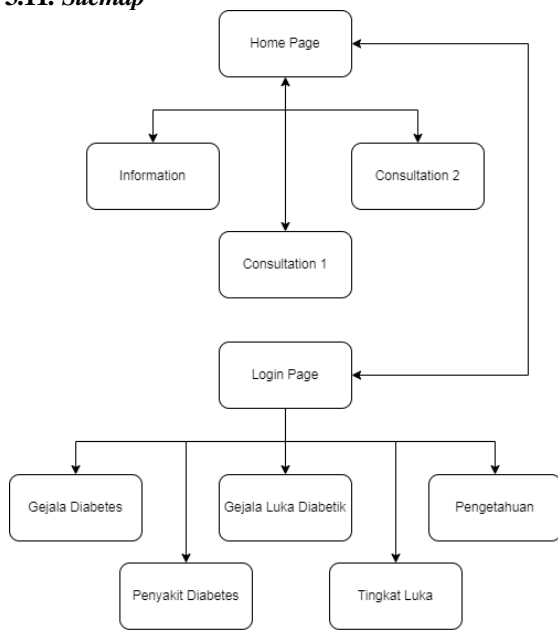 3.11. Sitemap
Home Page
Information
Consultation 2
Consultation 1
Login Page
Gejala Diabetes
Gejala Luka Diabetik
Pengetahuan
Penyakit Diabetes
Tingkat Luka